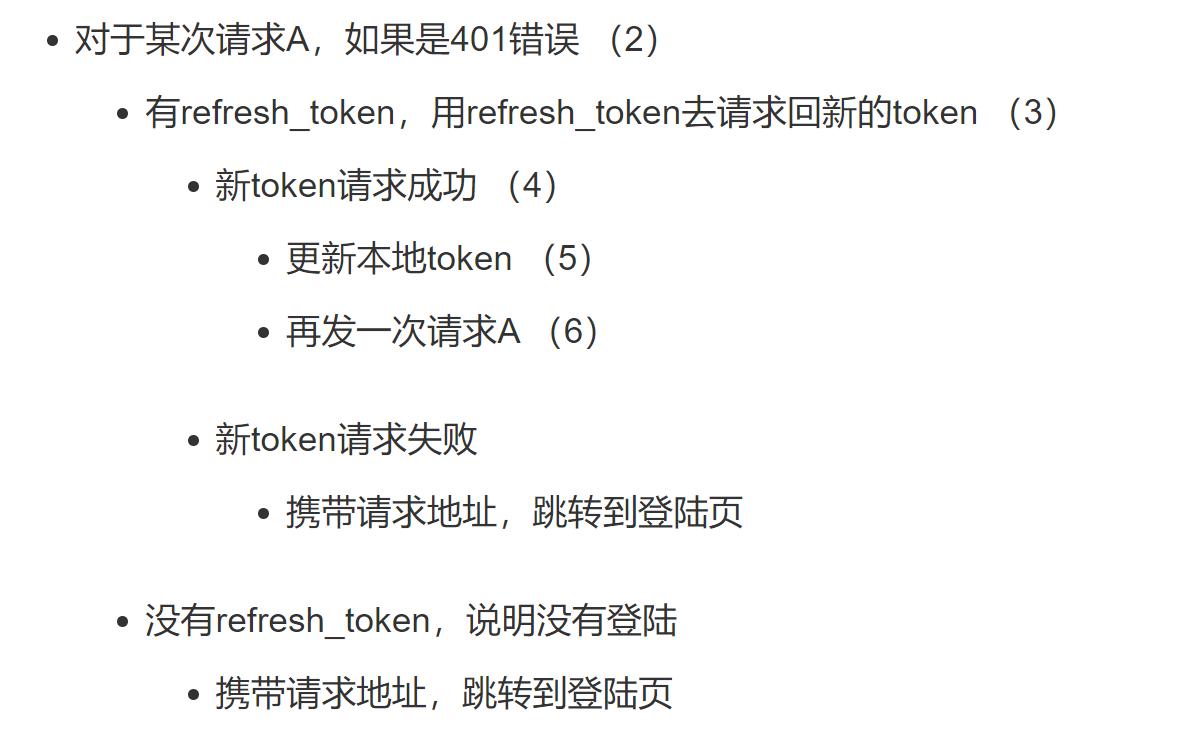 对于某次请求A，如果是401错误 （2）
有refresh_token，用refresh_token去请求回新的token （3）
新token请求成功 （4）
更新本地token （5）
再发一次请求A （6）
新token请求失败
携带请求地址，跳转到登陆页
没有refresh_token，说明没有登陆
携带请求地址，跳转到登陆页